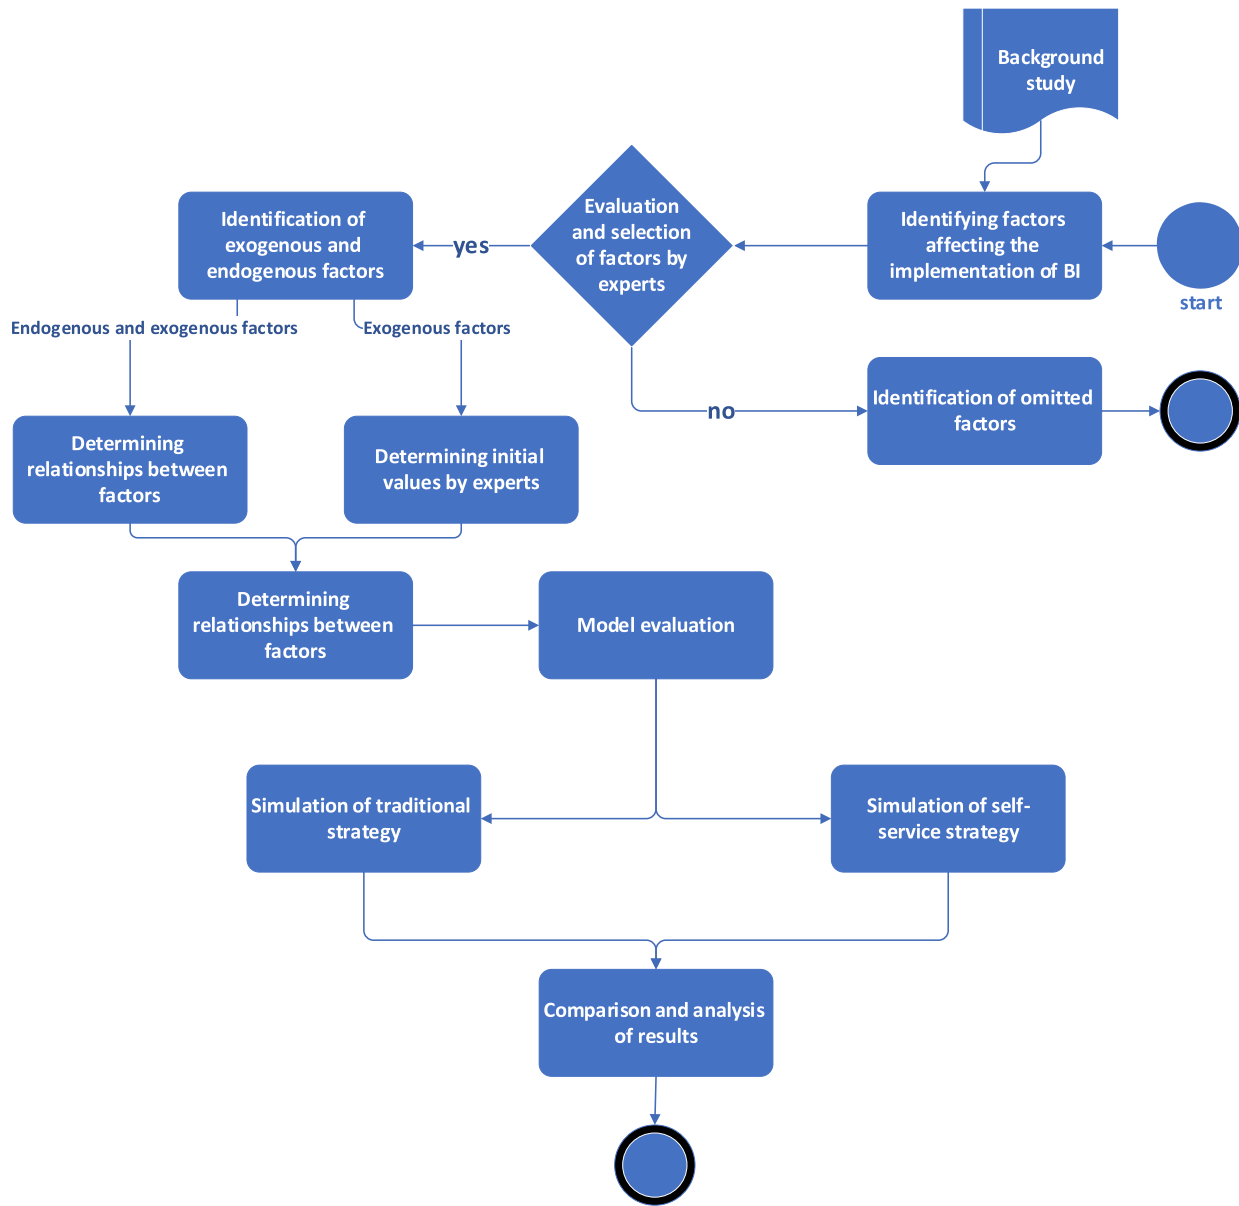 Background
study
Identification of
exogenous and
endogenous factors
yes
Evaluation
and selection
of factors by
experts
Identifying factors
affecting the
implementation of BI
start
Endogenous and exogenous factors
Exogenous factors
no
Identification of omitted
factors
Determining
relationships between
factors
Determining initial
values by experts
Determining
relationships between
factors
Model evaluation
Simulation of traditional
strategy
Simulation of self-
service strategy
Comparison and analysis
of results